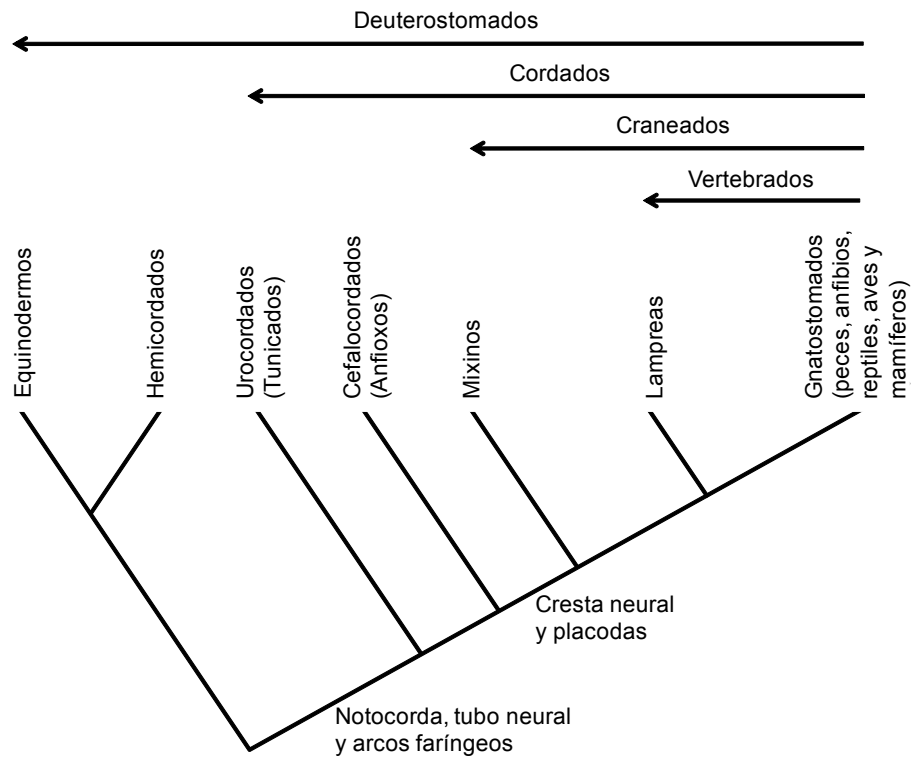 Deuterostomados
Cordados
Craneados
Vertebrados
Equinodermos
Hemicordados
Urocordados
(Tunicados)
Cefalocordados
(Anfioxos)
Mixinos
Lampreas
Gnatostomados
(peces, anfibios,
reptiles, aves y
mamíferos)
Cresta neural
y placodas
Notocorda, tubo neural
y arcos faríngeos